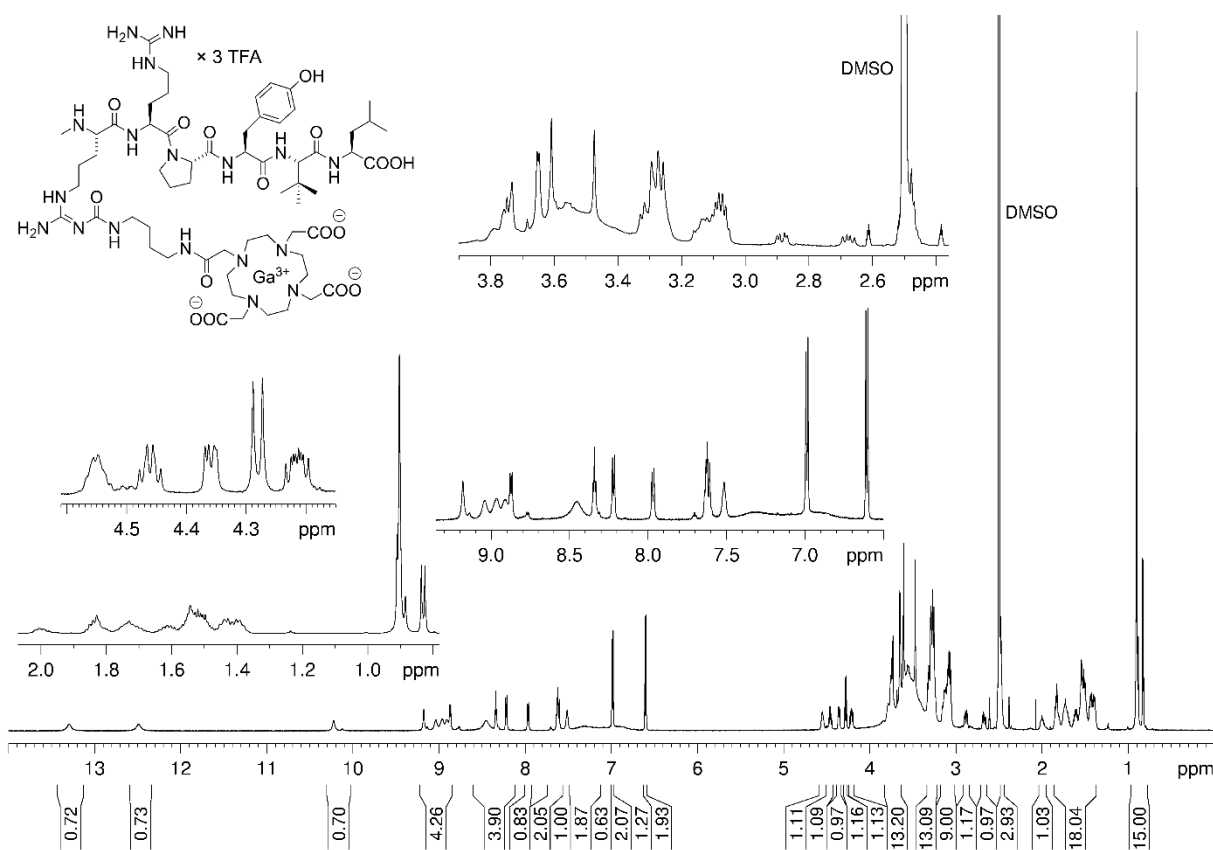 H₂N NH
HN
× 3 TFA
OH
H
N
O
N
H
O
N
O
N
H
O
H
N
O
N
H
COOH
HN
O
H₂N
N
N
H
H
N
O
N
N
N
N
Ga³⁺
COO
⊖
COO
⊖
⊖
OOC
DMSO
DMSO
3.8 3.6 3.4 3.2 3.0 2.8 2.6 ppm
9.0 8.5 8.0 7.5 7.0 ppm
4.5 4.4 4.3 ppm
2.0 1.8 1.6 1.4 1.0 ppm
13 12 11 10 9 8 7 6 5 4 3 2 1 ppm
0.72 0.73 0.70 4.26 3.90 0.83 2.05 1.00 1.87 0.63 2.07 1.27 1.93 1.11 1.09 0.97 1.16 1.13 13.20 13.09 9.00 1.17 0.97 2.93 1.03 18.04 15.00